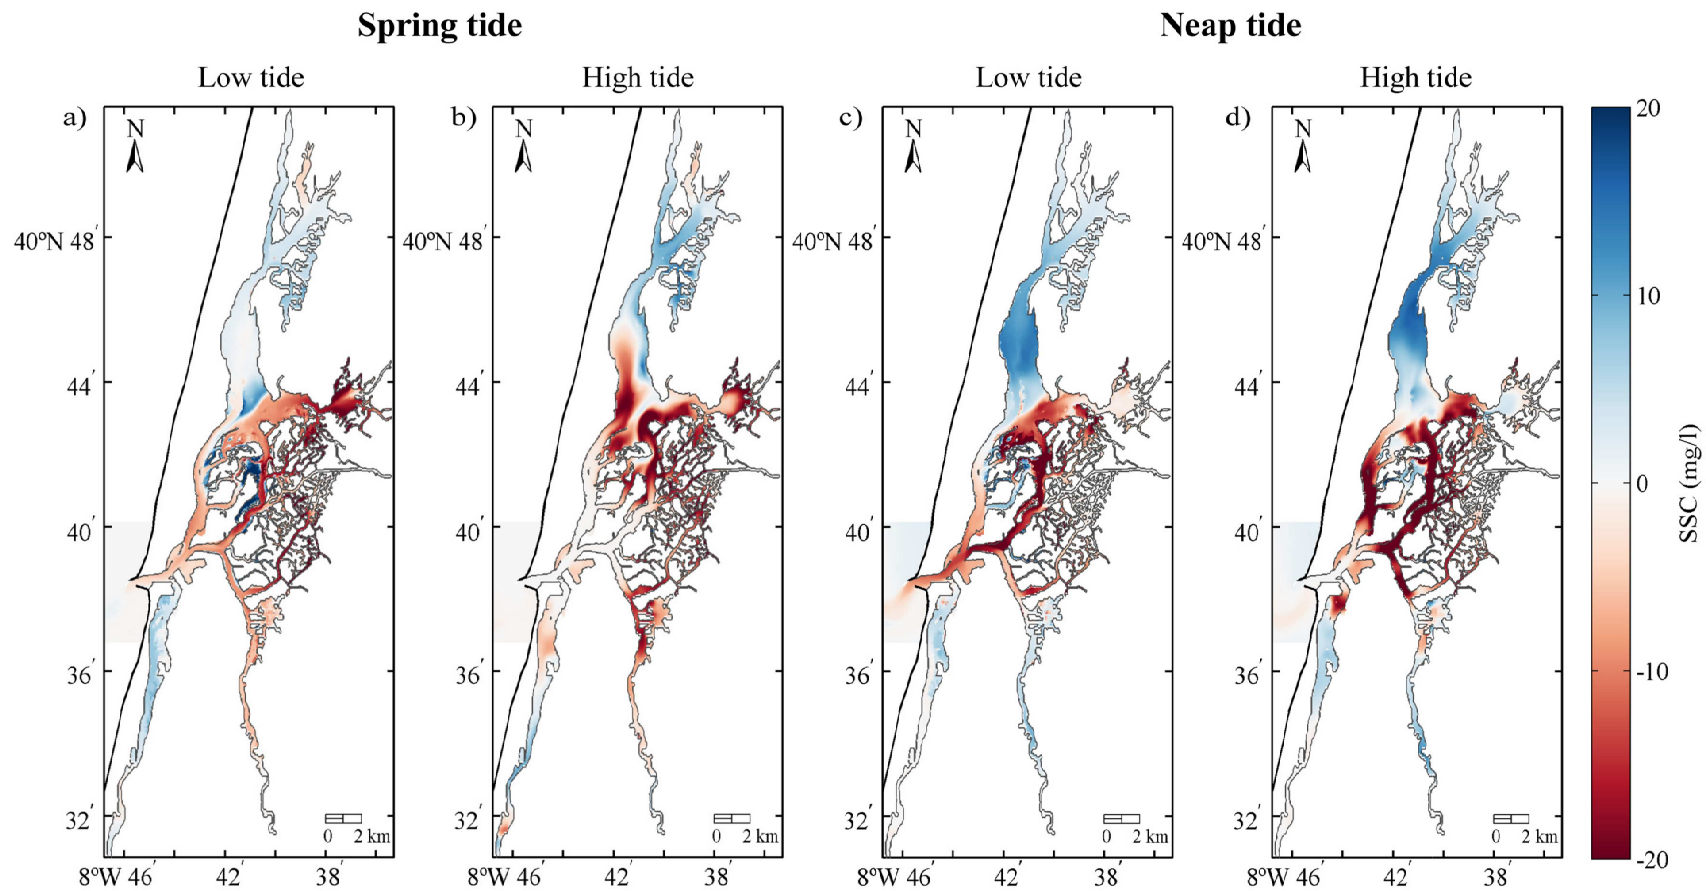 Spring tide Neap tide
Low tide High tide Low tide High tide
a) b) c) d)
N N N N
20
10
0
-10
-20
SSC (mg/l)
40ºN 48′ 40ºN 48′ 40ºN 48′ 40ºN 48′
44′ 44′ 44′ 44′
40′ 40′ 40′ 40′
36′ 36′ 36′ 36′
32′ 32′ 32′ 32′
0 2 km 0 2 km 0 2 km 0 2 km
8ºW 46′ 42′ 38′ 8ºW 46′ 42′ 38′ 8ºW 46′ 42′ 38′ 8ºW 46′ 42′ 38′